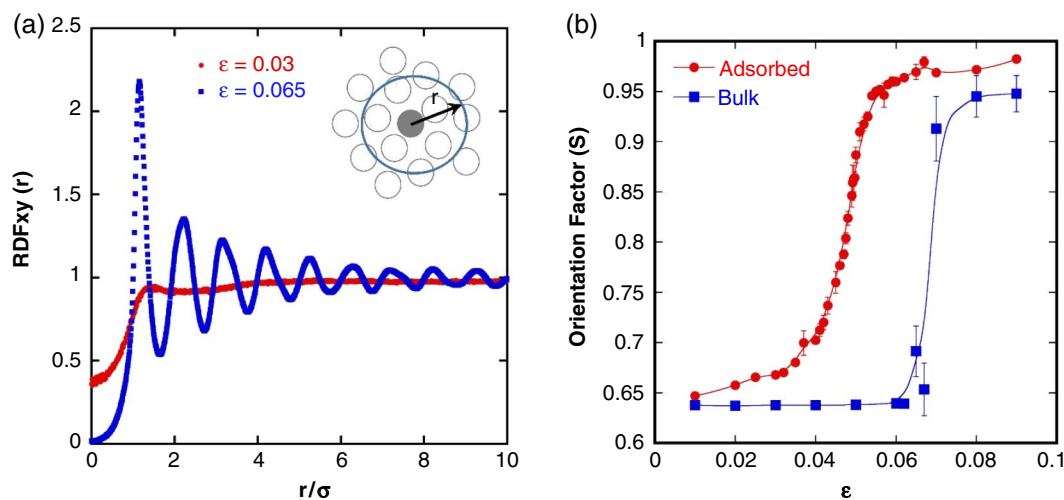 (a)
2.5
2
1.5
1
0.5
0
RDFxy (r)
ε = 0.03
ε = 0.065
r
0
2
4
6
8
10
r/σ
(b)
1
0.95
0.9
0.85
0.8
0.75
0.7
0.65
0.6
Orientation Factor (S)
Adsorbed
Bulk
0
0.02
0.04
0.06
0.08
0.1
ε